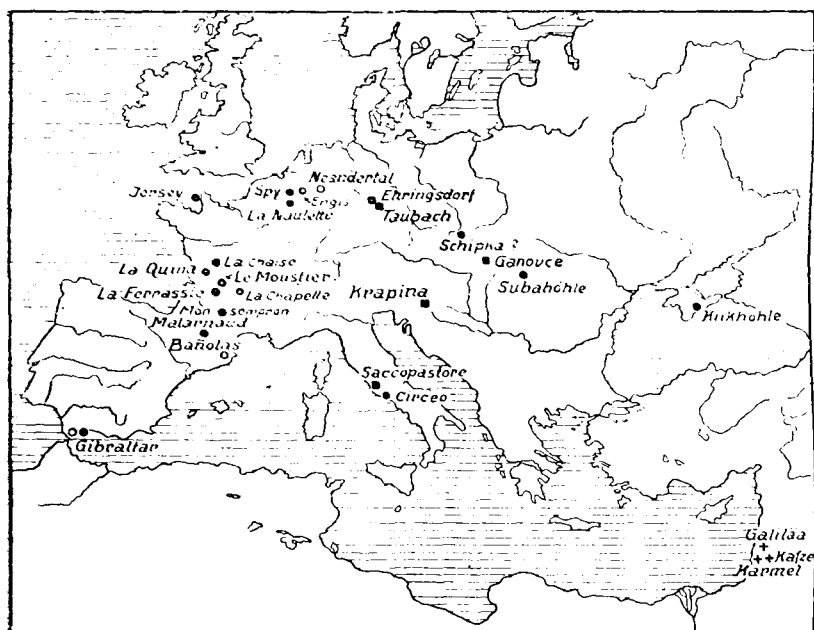 Neandertal
Jersey
Spy
Engis
Ehringsdorf
La Naulette
Taubach
Schipka ?
La Chaise
Ganovce
La Quina
Le Moustier
Subahöhle
La Ferrassie
La Chapelle
Krapina
Kiikhöhle
Mon sempron
Malarnaud
Bañolas
Saccopastore
Circeo
Gibraltar
Galiläa
Kafze
Karmel